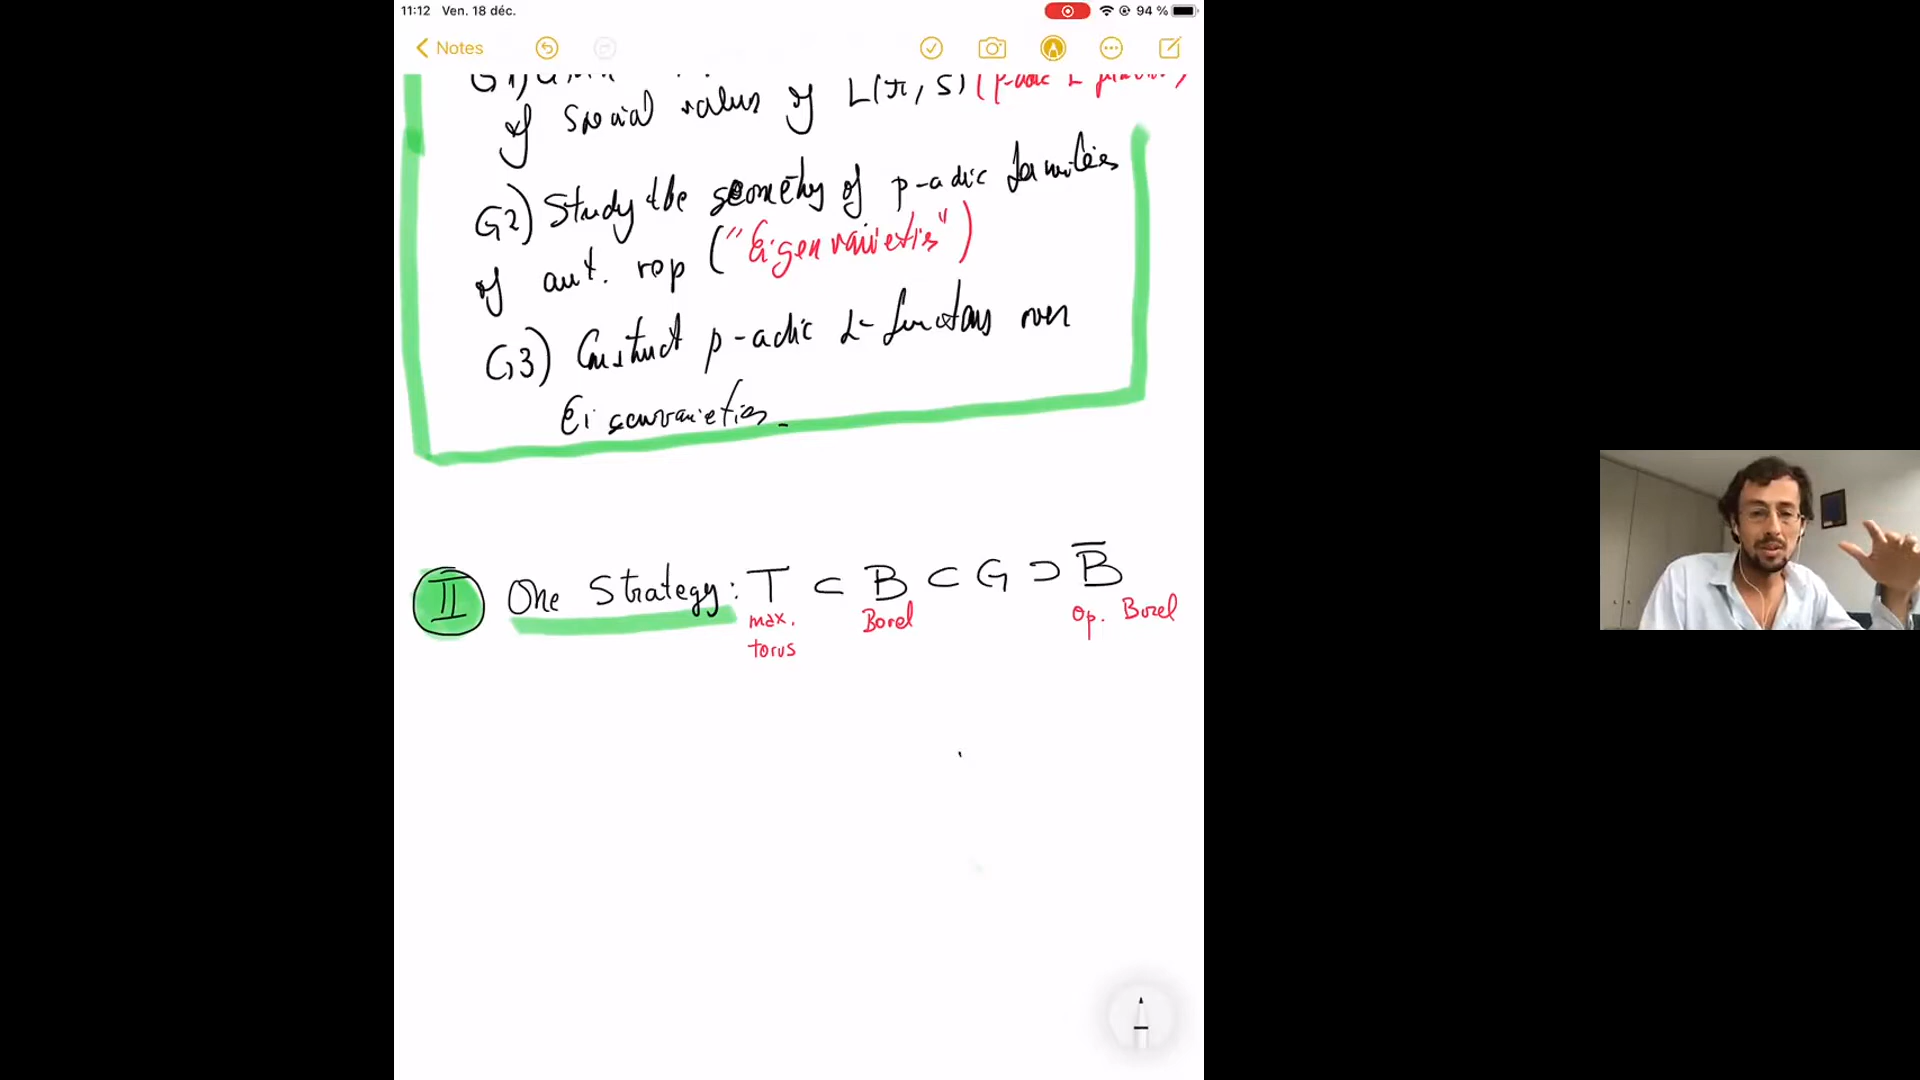 11:12 Ven. 18 déc. 94 %
Notes
G1)
of special values of L(π, s) (p-adic L
G2) Study the geometry of p-adic families
of aut. rep ("Eigenvarieties")
G3) Construct p-adic L-functions over
Eigenvarieties.
II One Strategy: T ⊂ B ⊂ G ⊃ B̅
max. torus Borel op. Borel